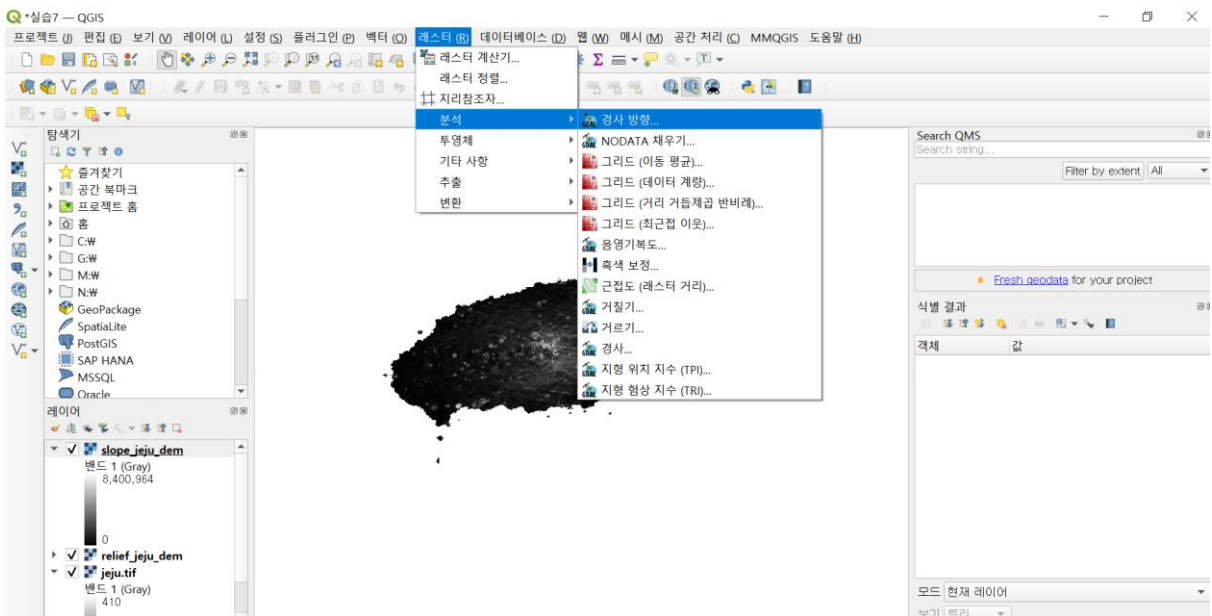 *실습7 — QGIS
프로젝트 (J) 편집 (E) 보기 (V) 레이어 (L) 설정 (S) 플러그인 (P) 벡터 (O) 래스터 (R) 데이터베이스 (D) 웹 (W) 메시 (M) 공간 처리 (C) MMQGIS 도움말 (H)
래스터 계산기...
래스터 정렬...
지리참조자...
분석
투영체
기타 사항
추출
변환
경사 방향...
NODATA 채우기...
그리드 (이동 평균)...
그리드 (데이터 계량)...
그리드 (거리 거듭제곱 반비례)...
그리드 (최근접 이웃)...
음영기복도...
흑색 보정...
근접도 (래스터 거리)...
거칠기...
거르기...
경사...
지형 위치 지수 (TPI)...
지형 험상 지수 (TRI)...
탐색기
즐겨찾기
공간 북마크
프로젝트 홈
홈
C:₩
G:₩
M:₩
N:₩
GeoPackage
SpatiaLite
PostGIS
SAP HANA
MSSQL
Oracle
레이어
slope_jeju_dem
밴드 1 (Gray)
8,400,964
0
relief_jeju_dem
jeju.tif
밴드 1 (Gray)
410
Search QMS
Search string...
Filter by extent All
Fresh geodata for your project
식별 결과
객체 값
모드 현재 레이어
보기 트리